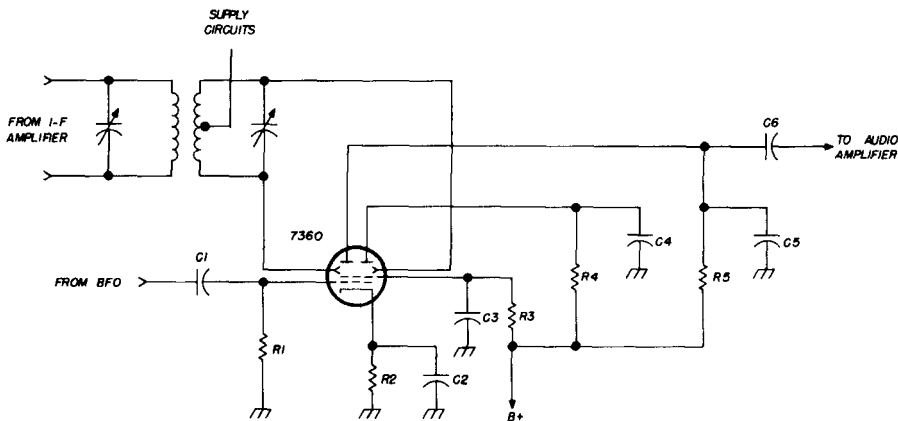 SUPPLY
CIRCUITS
FROM I-F
AMPLIFIER
C6
TO AUDIO
AMPLIFIER
7360
C4
C5
R4
R5
C1
FROM BFO
C3
R3
R1
R2
C2
B+